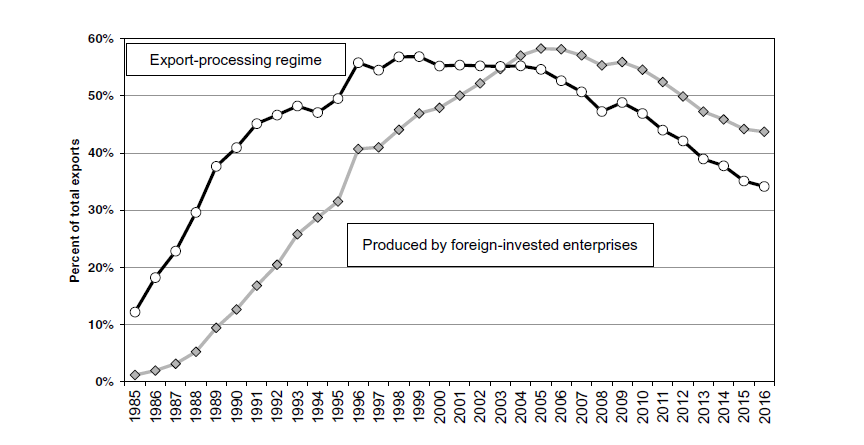 60%
Export-processing regime
50%
40%
30%
20%
10%
0%
Percent of total exports
Produced by foreign-invested enterprises
1985 1986 1987 1988 1989 1990 1991 1992 1993 1994 1995 1996 1997 1998 1999 2000 2001 2002 2003 2004 2005 2006 2007 2008 2009 2010 2011 2012 2013 2014 2015 2016